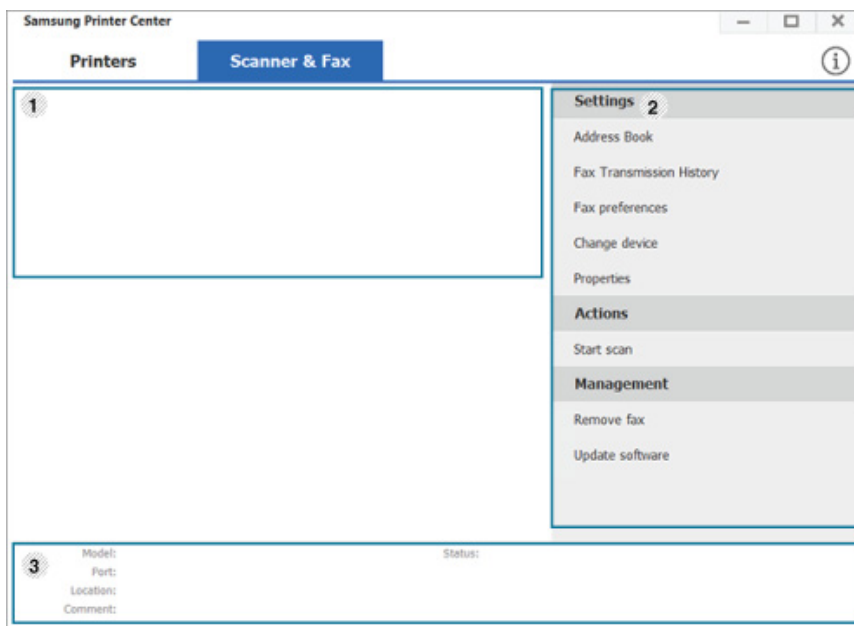 Samsung Printer Center
Printers Scanner & Fax
1
Settings 2
Address Book
Fax Transmission History
Fax preferences
Change device
Properties
Actions
Start scan
Management
Remove fax
Update software
3
Model: Status:
Port:
Location:
Comment: